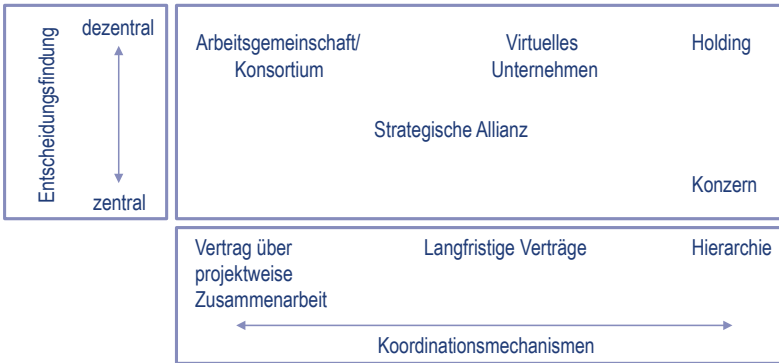 Entscheidungsfindung
dezentral
zentral
Arbeitsgemeinschaft/
Konsortium
Virtuelles
Unternehmen
Holding
Strategische Allianz
Konzern
Vertrag über
projektweise
Zusammenarbeit
Langfristige Verträge
Hierarchie
Koordinationsmechanismen